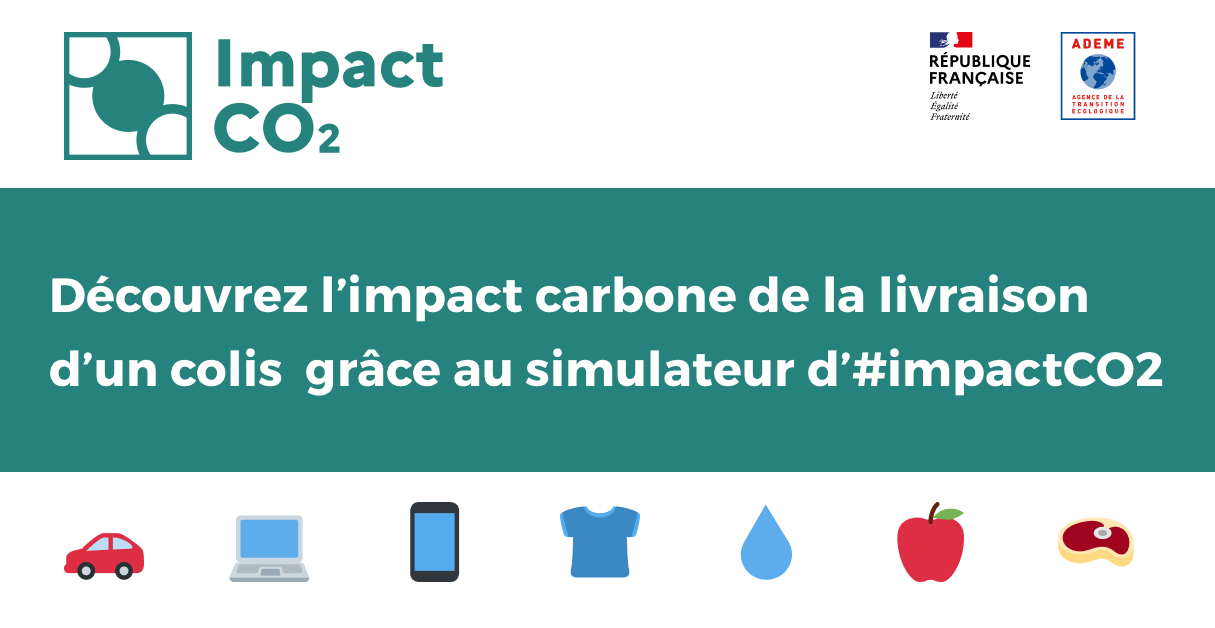 Impact
CO2
RÉPUBLIQUE
FRANÇAISE
Liberté
Égalité
Fraternité
ADEME
AGENCE DE LA
TRANSITION
ÉCOLOGIQUE
Découvrez l’impact carbone de la livraison
d’un colis grâce au simulateur d’#impactCO2